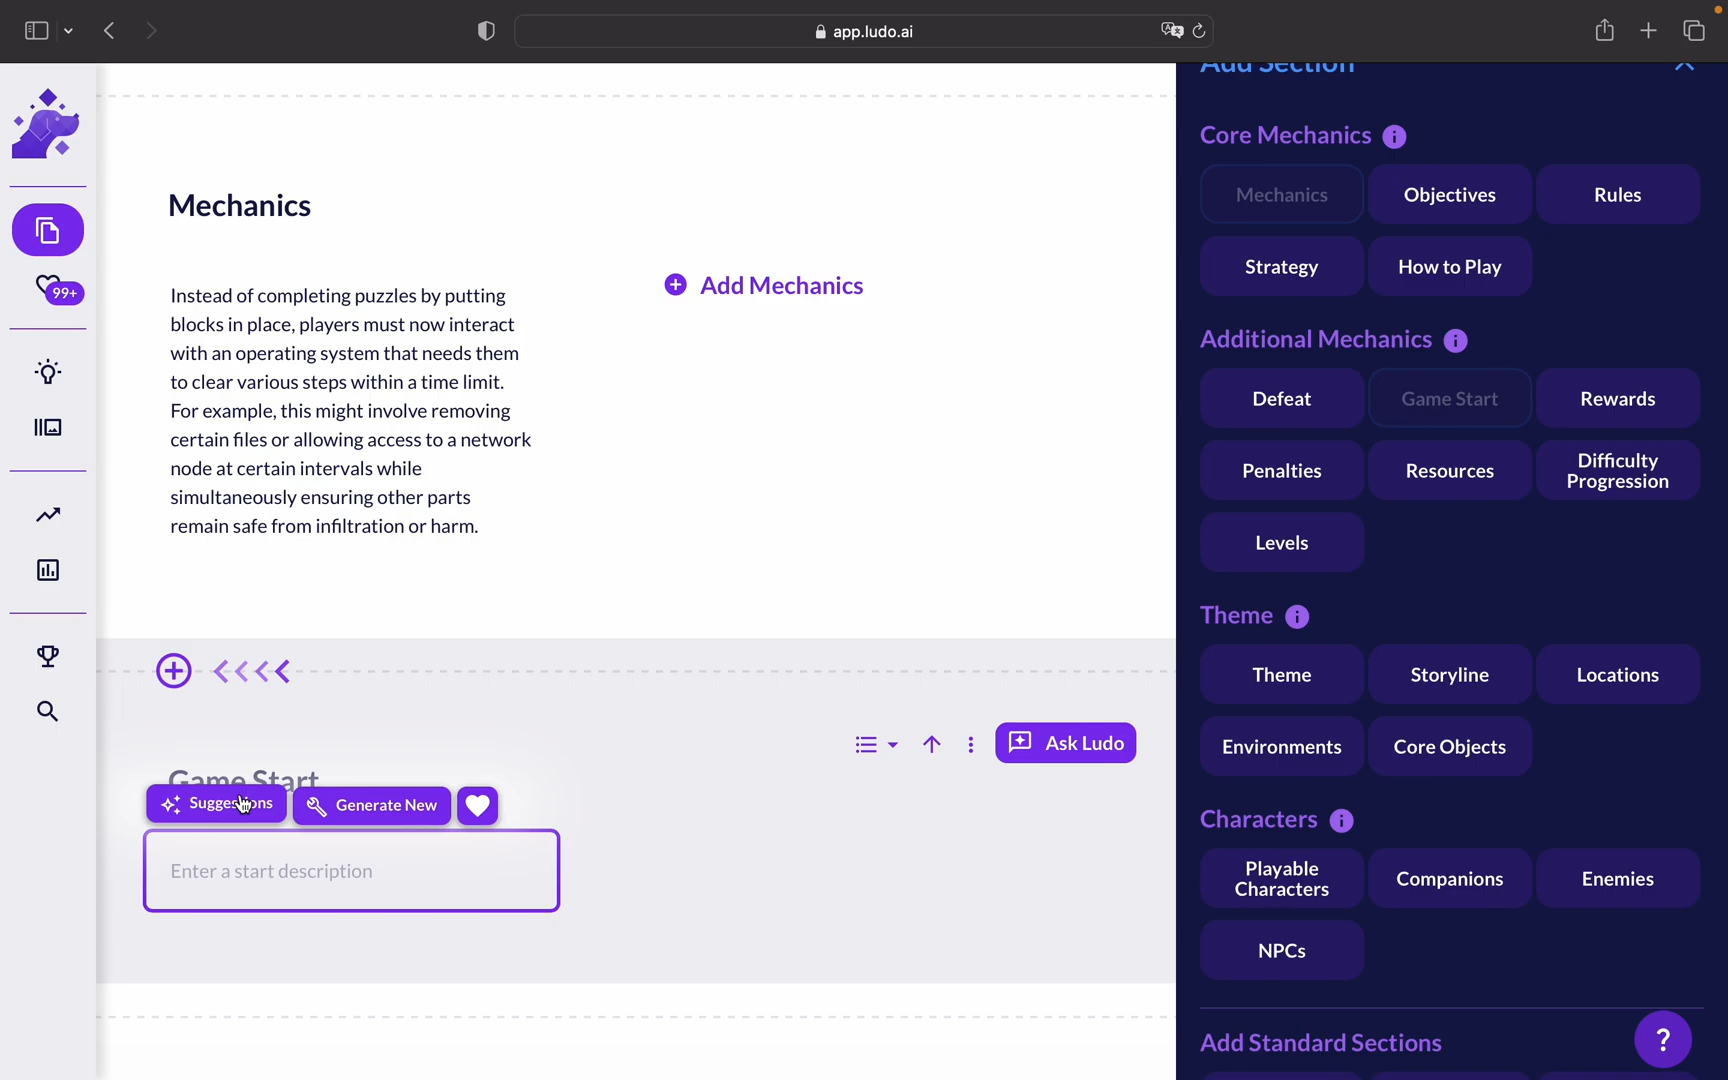 app.ludo.ai
99+
Mechanics
Instead of completing puzzles by putting
blocks in place, players must now interact
with an operating system that needs them
to clear various steps within a time limit.
For example, this might involve removing
certain files or allowing access to a network
node at certain intervals while
simultaneously ensuring other parts
remain safe from infiltration or harm.
Add Mechanics
Ask Ludo
Game Start
Suggestions
Generate New
Enter a start description
Add Section
Core Mechanics i
Mechanics
Objectives
Rules
Strategy
How to Play
Additional Mechanics i
Defeat
Game Start
Rewards
Penalties
Resources
Difficulty
Progression
Levels
Theme i
Theme
Storyline
Locations
Environments
Core Objects
Characters i
Playable
Characters
Companions
Enemies
NPCs
Add Standard Sections
?